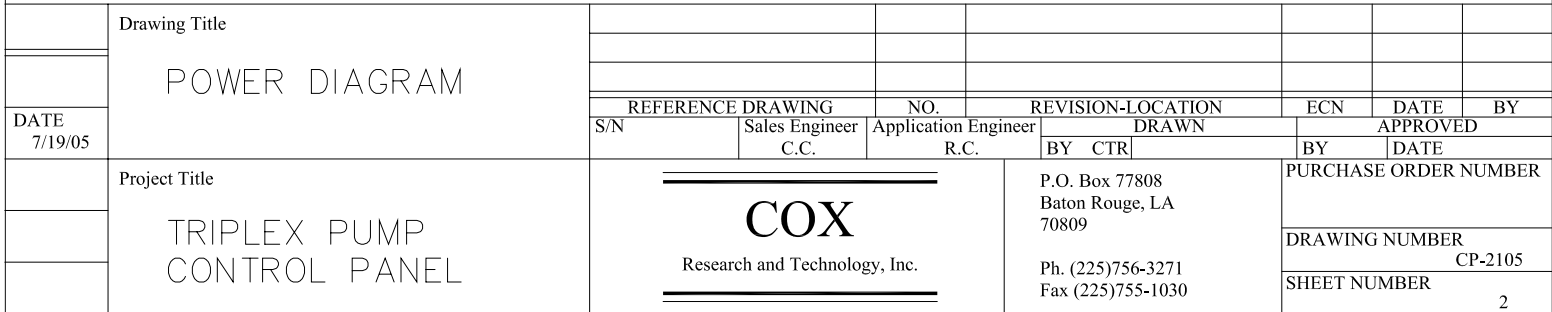 Drawing Title
POWER DIAGRAM
DATE
7/19/05
REFERENCE DRAWING NO. REVISION-LOCATION ECN DATE BY
S/N Sales Engineer Application Engineer DRAWN APPROVED
C.C. R.C. BY CTR BY DATE
Project Title
TRIPLEX PUMP
CONTROL PANEL
COX
Research and Technology, Inc.
P.O. Box 77808
Baton Rouge, LA
70809
Ph. (225)756-3271
Fax (225)755-1030
PURCHASE ORDER NUMBER
DRAWING NUMBER
CP-2105
SHEET NUMBER
2